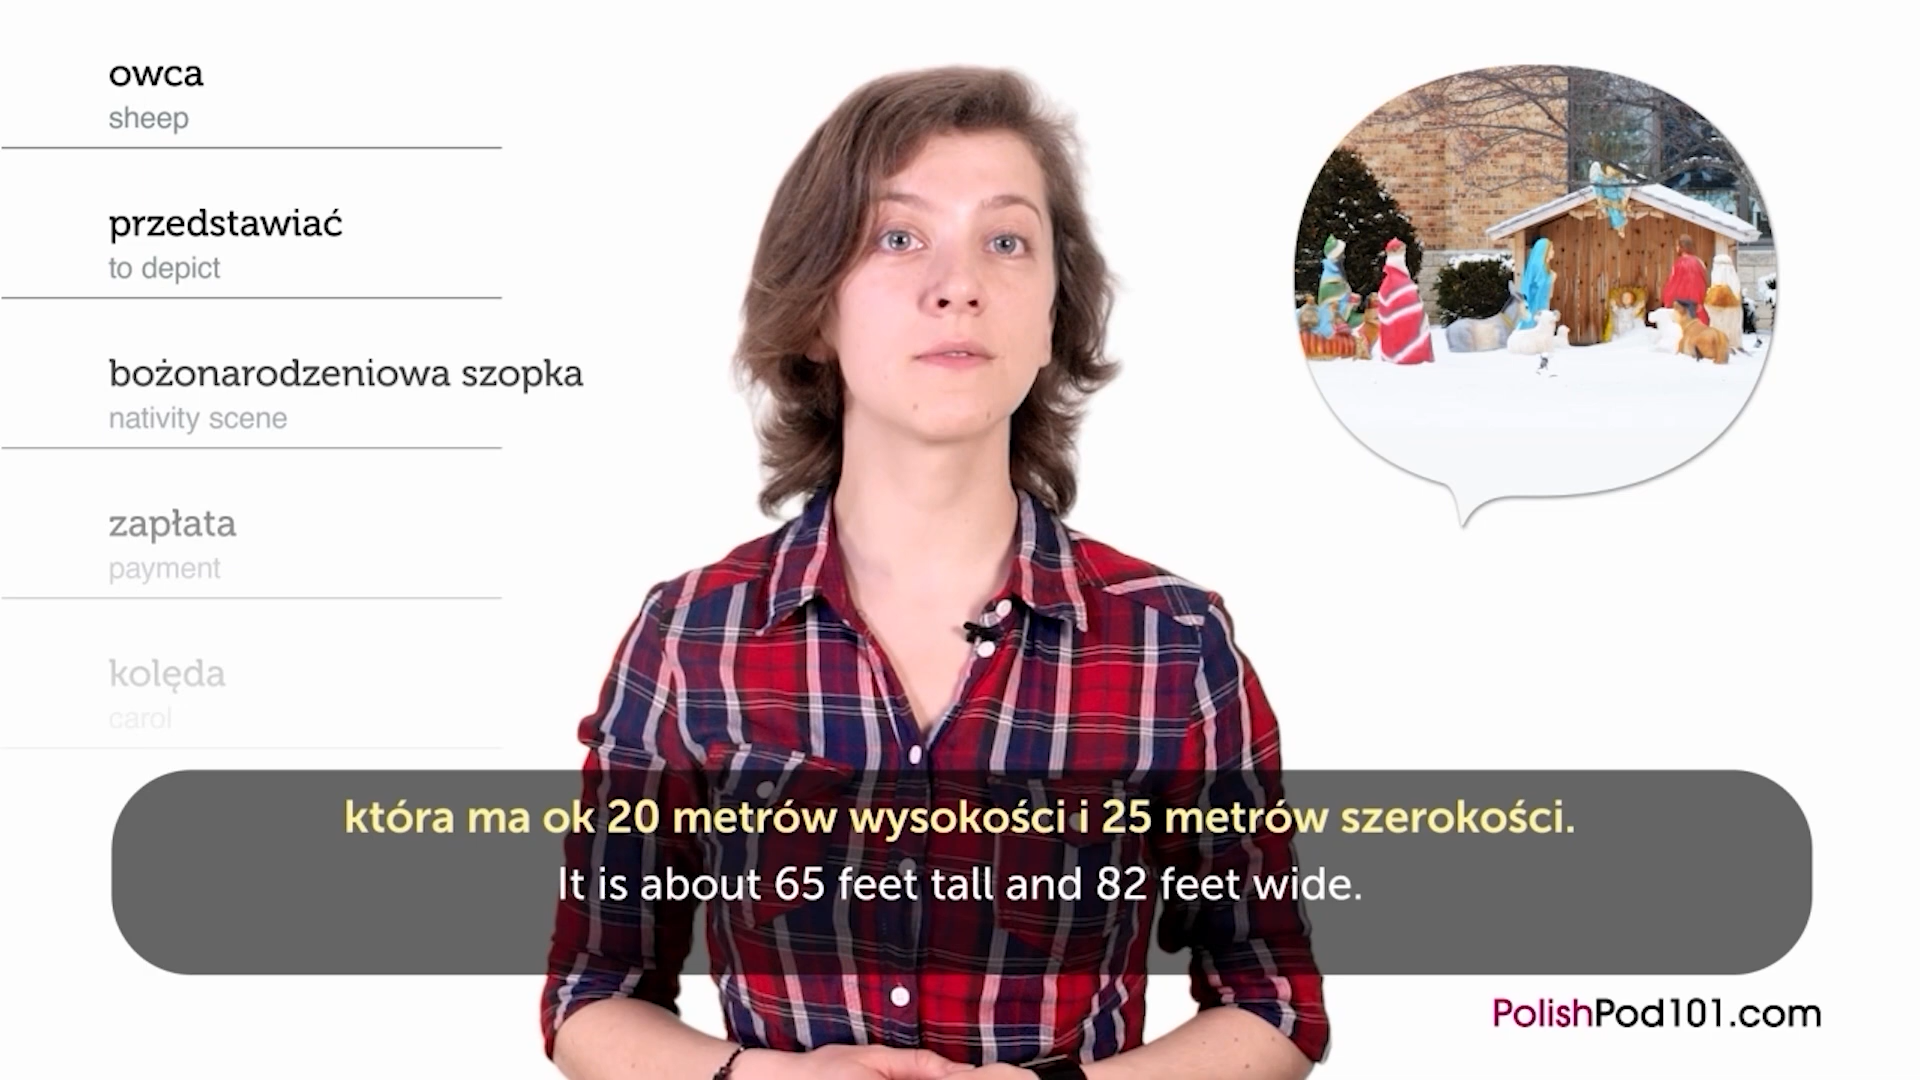 owca
sheep
przedstawiać
to depict
bożonarodzeniowa szopka
nativity scene
zapłata
payment
kolęda
carol
która ma ok 20 metrów wysokości i 25 metrów szerokości.
It is about 65 feet tall and 82 feet wide.
PolishPod101.com